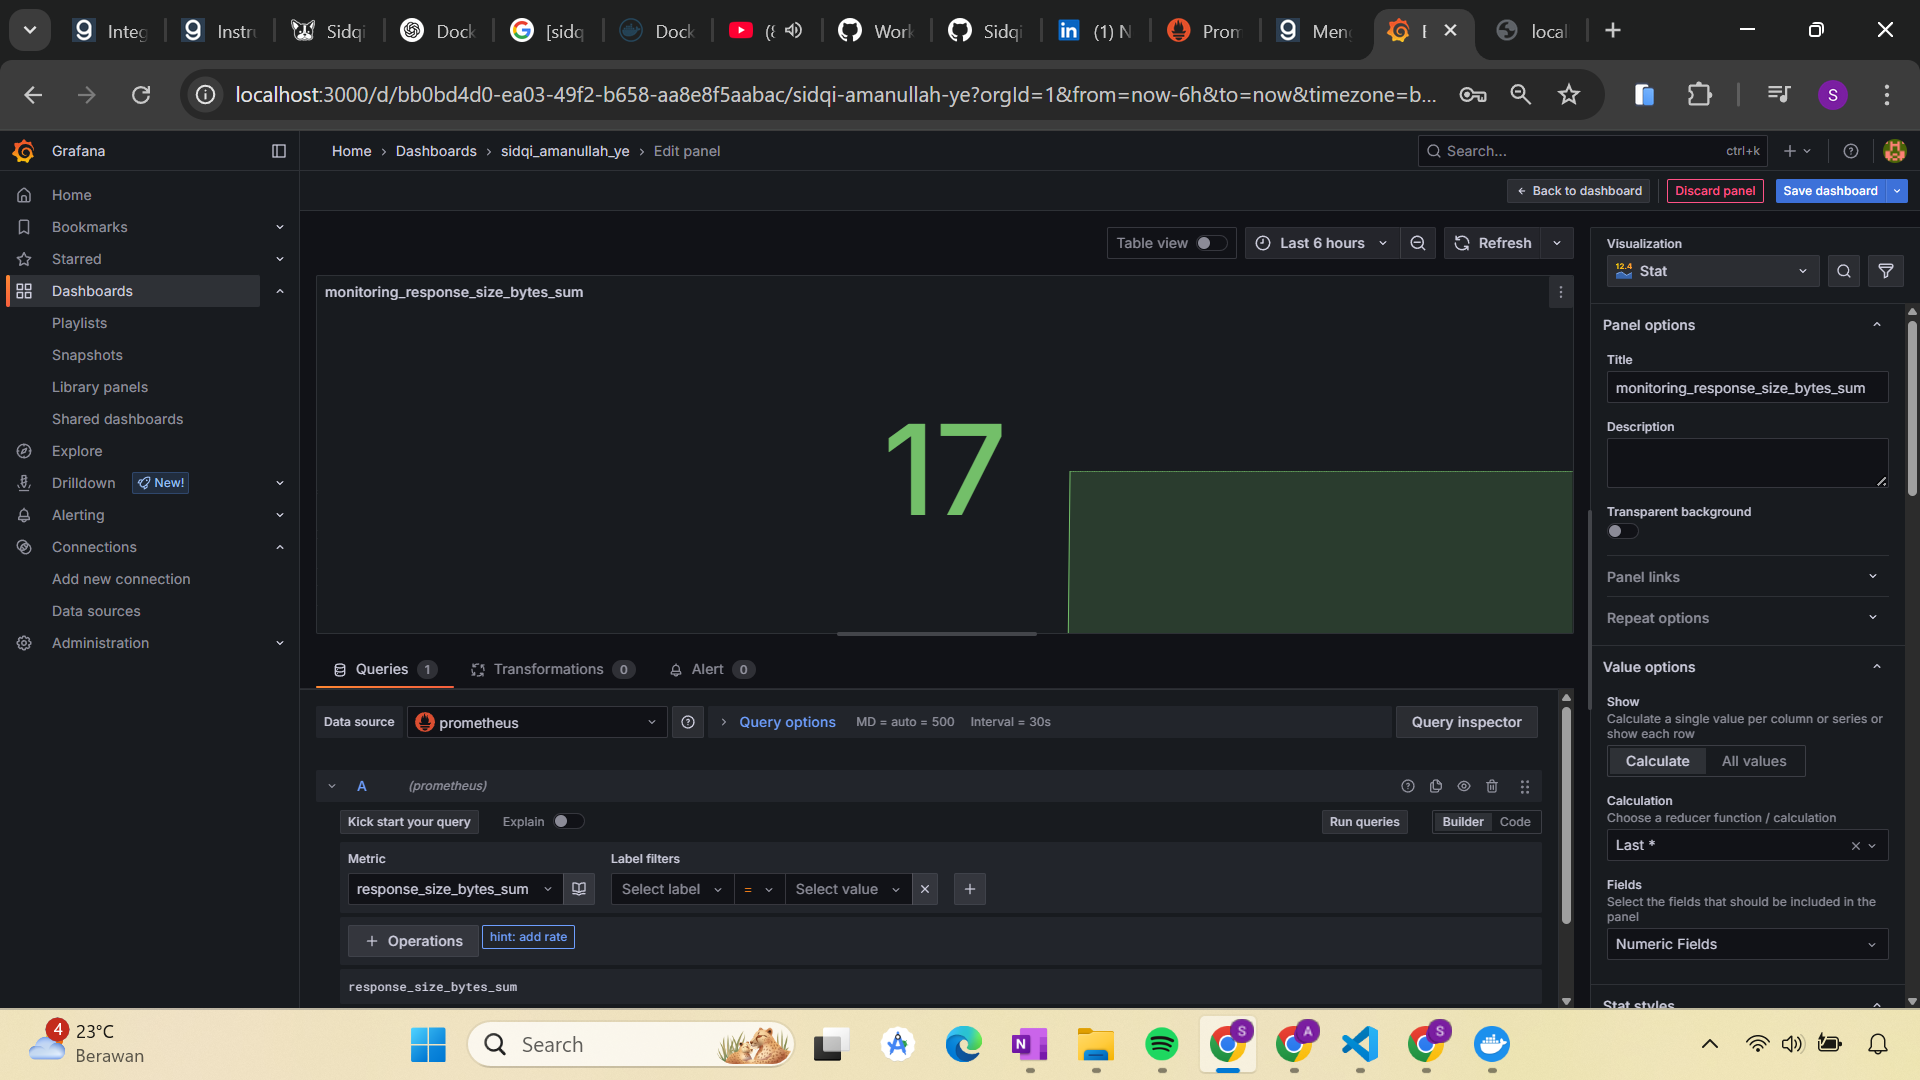 Integ
Instru
Sidqi
Dock
[sidq
Dock
(8
Work
Sidqi
(1) N
Prom
Meng
local
localhost:3000/d/bb0bd4d0-ea03-49f2-b658-aa8e8f5aabac/sidqi-amanullah-ye?orgId=1&from=now-6h&to=now&timezone=b...
S
Grafana
Home › Dashboards › sidqi_amanullah_ye › Edit panel
Search... ctrl+k
Back to dashboard
Discard panel
Save dashboard
Home
Bookmarks
Starred
Dashboards
Playlists
Snapshots
Library panels
Shared dashboards
Explore
Drilldown New!
Alerting
Connections
Add new connection
Data sources
Administration
Table view
Last 6 hours
Refresh
monitoring_response_size_bytes_sum
17
Queries 1
Transformations 0
Alert 0
Data source
prometheus
Query options MD = auto = 500 Interval = 30s
Query inspector
A (prometheus)
Kick start your query
Explain
Run queries
Builder Code
Metric
Label filters
response_size_bytes_sum
Select label
=
Select value
+ Operations
hint: add rate
response_size_bytes_sum
Visualization
12.4
Stat
Panel options
Title
monitoring_response_size_bytes_sum
Description
Transparent background
Panel links
Repeat options
Value options
Show
Calculate a single value per column or series or
show each row
Calculate All values
Calculation
Choose a reducer function / calculation
Last *
Fields
Select the fields that should be included in the
panel
Numeric Fields
Stat styles
4
23°C
Berawan
Search
N
S
A
S